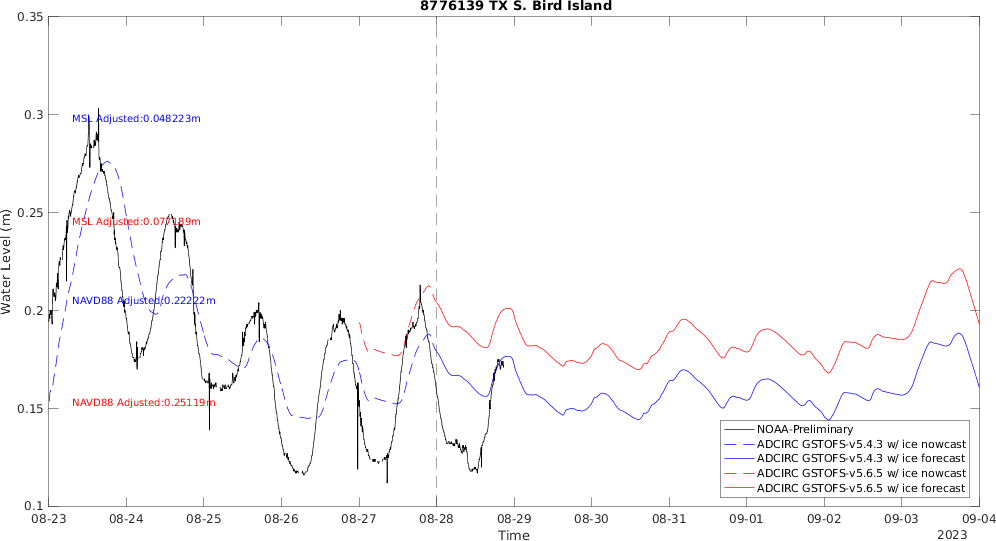 8776139 TX S. Bird Island
0.35
0.3
0.25
0.2
0.15
0.1
Water Level (m)
MSL Adjusted:0.048223m
MSL Adjusted:0.077189m
NAVD88 Adjusted:0.22222m
NAVD88 Adjusted:0.25119m
NOAA-Preliminary
ADCIRC GSTOFS-v5.4.3 w/ ice nowcast
ADCIRC GSTOFS-v5.4.3 w/ ice forecast
ADCIRC GSTOFS-v5.6.5 w/ ice nowcast
ADCIRC GSTOFS-v5.6.5 w/ ice forecast
08-23 08-24 08-25 08-26 08-27 08-28 08-29 08-30 08-31 09-01 09-02 09-03 09-04
Time
2023